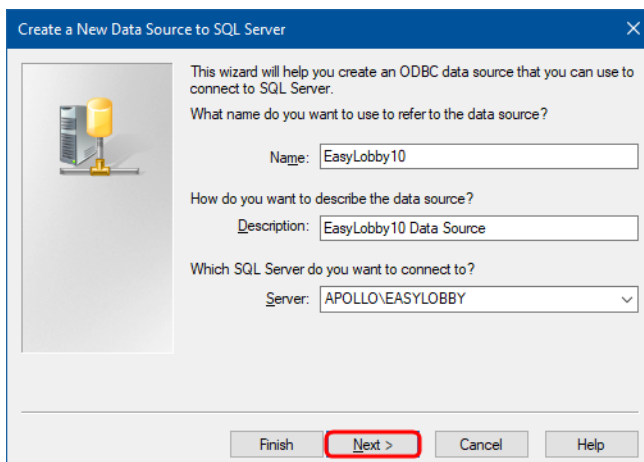 Create a New Data Source to SQL Server
This wizard will help you create an ODBC data source that you can use to
connect to SQL Server.
What name do you want to use to refer to the data source?
Name: EasyLobby10
How do you want to describe the data source?
Description: EasyLobby10 Data Source
Which SQL Server do you want to connect to?
Server: APOLLO\EASYLOBBY
Finish Next > Cancel Help